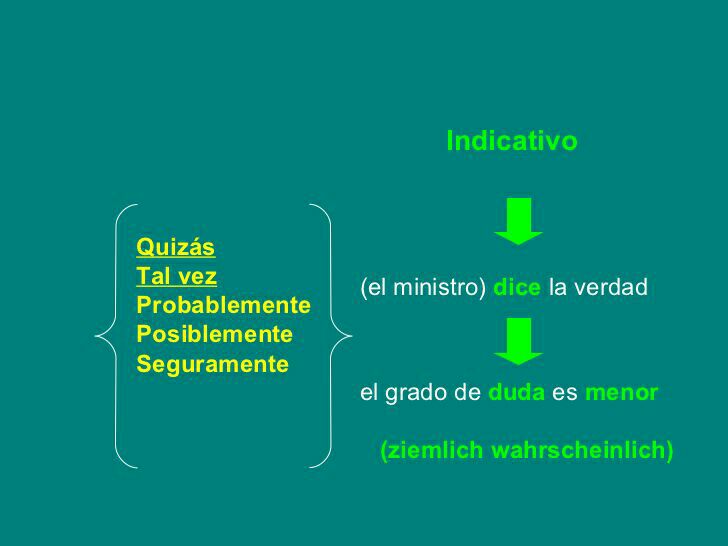 Indicativo
Quizás
Tal vez
Probablemente
Posiblemente
Seguramente
(el ministro) dice la verdad
el grado de duda es menor
(ziemlich wahrscheinlich)